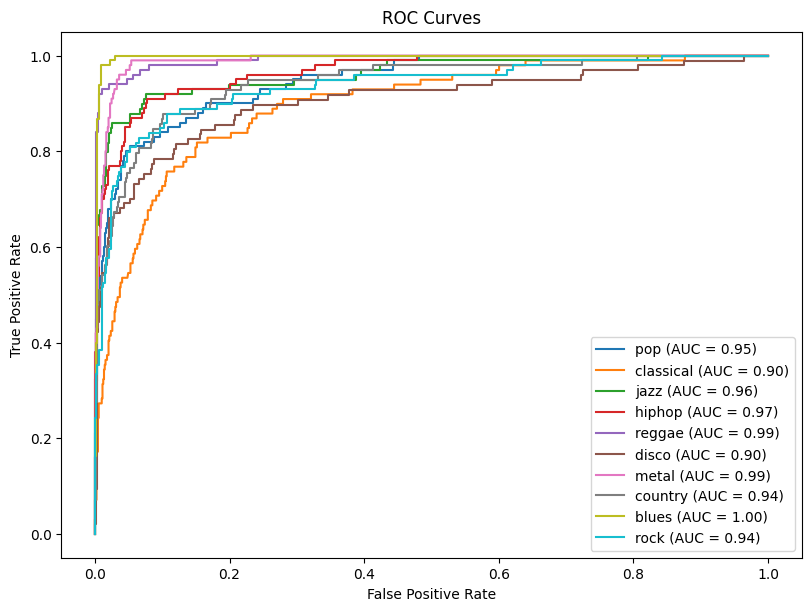 ROC Curves
True Positive Rate
1.0
0.8
0.6
0.4
0.2
0.0
pop (AUC = 0.95)
classical (AUC = 0.90)
jazz (AUC = 0.96)
hiphop (AUC = 0.97)
reggae (AUC = 0.99)
disco (AUC = 0.90)
metal (AUC = 0.99)
country (AUC = 0.94)
blues (AUC = 1.00)
rock (AUC = 0.94)
0.0 0.2 0.4 0.6 0.8 1.0
False Positive Rate